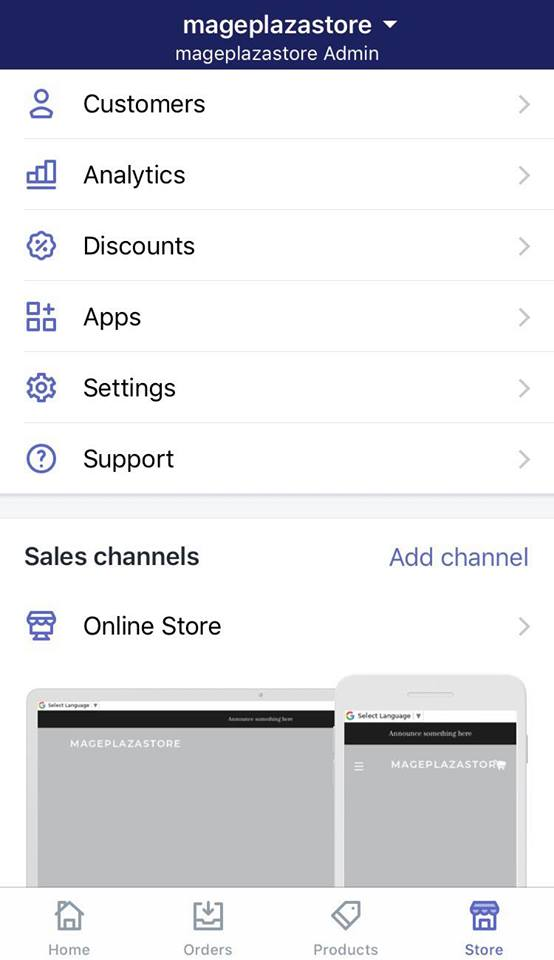 mageplazastore
mageplazastore Admin
Customers
Analytics
Discounts
Apps
Settings
Support
Sales channels
Add channel
Online Store
G Select Language ▼
Announce something here
MAGEPLAZASTORE
G Select Language ▼
Announce something here
MAGEPLAZASTORE
Home
Orders
Products
Store